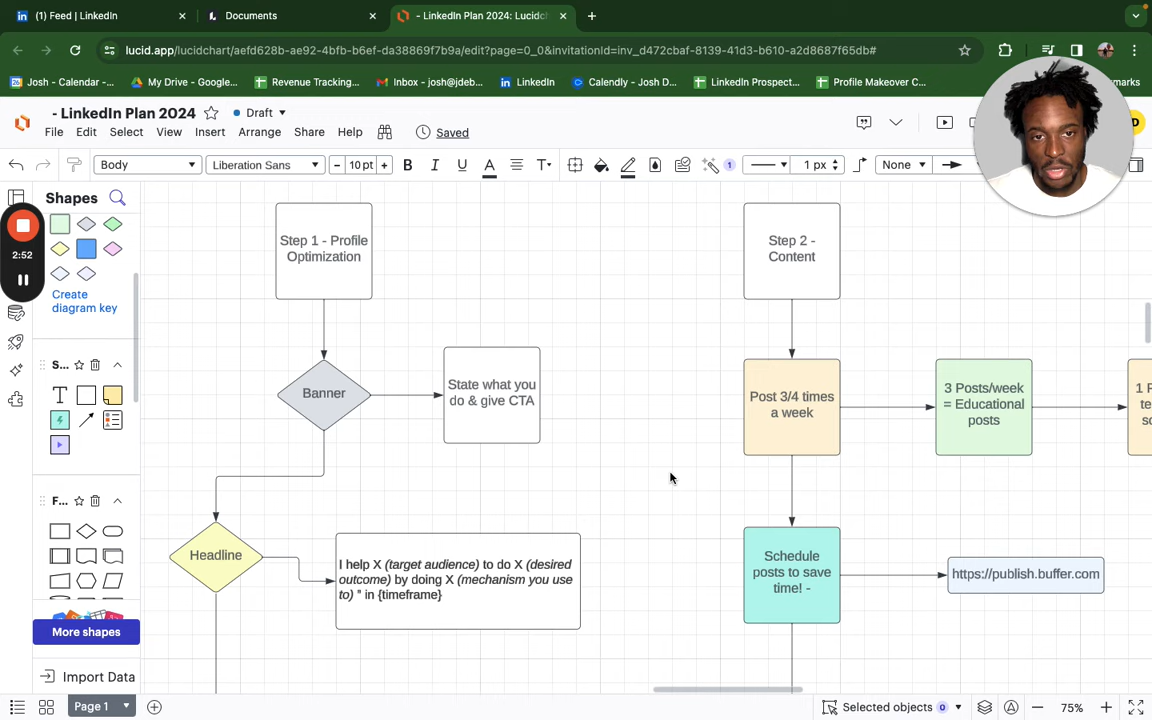 (1) Feed | LinkedIn
Documents
- LinkedIn Plan 2024: Lucidch
lucid.app/lucidchart/aefd628b-ae92-4bfb-b6ef-da38869f7b9a/edit?page=0_0&invitationId=inv_d472cbaf-8139-41d3-b610-a2d8687f65db#
Josh - Calendar -...
My Drive - Google...
Revenue Tracking...
Inbox - josh@jdeb...
LinkedIn
Calendly - Josh D...
LinkedIn Prospect...
Profile Makeover C...
- LinkedIn Plan 2024
Draft
File
Edit
Select
View
Insert
Arrange
Share
Help
Saved
Body
Liberation Sans
10 pt
B
I
U
A
T
1
1 px
None
Shapes
2:52
Create
diagram key
S...
T
F...
More shapes
Import Data
Step 1 - Profile
Optimization
Banner
State what you
do & give CTA
Headline
I help X (target audience) to do X (desired
outcome) by doing X (mechanism you use
to) " in {timeframe}
Step 2 -
Content
Post 3/4 times
a week
3 Posts/week
= Educational
posts
1 P
te
so
Schedule
posts to save
time! -
https://publish.buffer.com
Page 1
Selected objects
0
75%